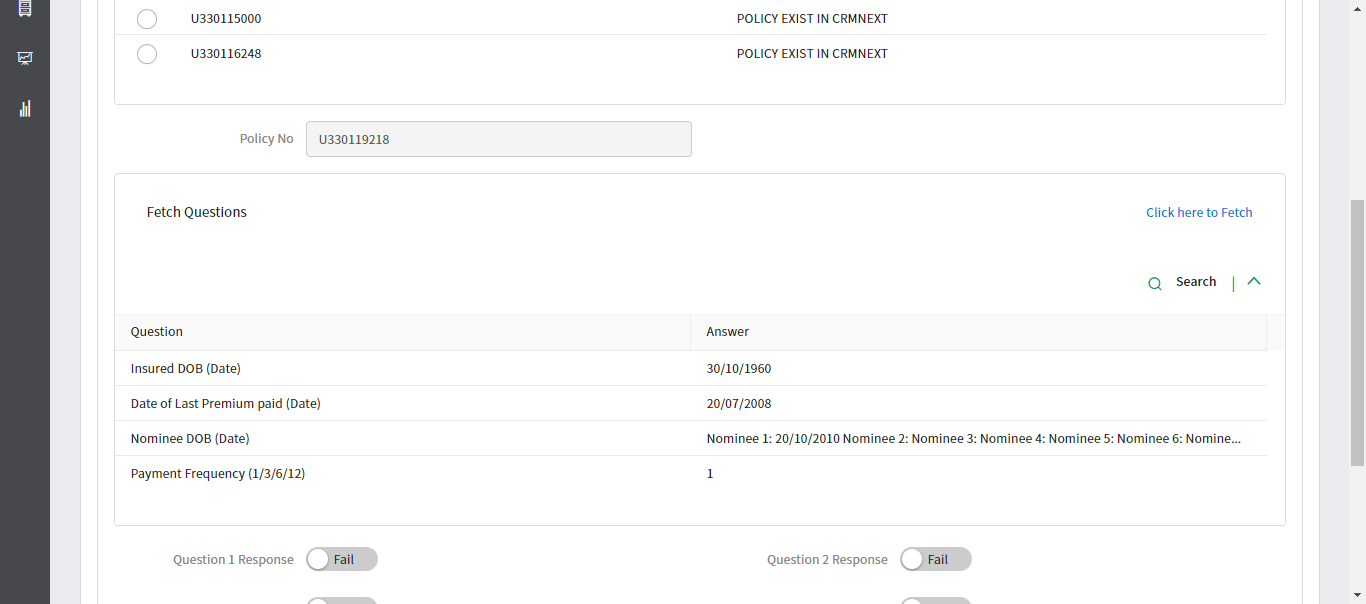 U330115000 POLICY EXIST IN CRMNEXT
U330116248 POLICY EXIST IN CRMNEXT
Policy No U330119218
Fetch Questions Click here to Fetch
Search |
Question Answer
Insured DOB (Date) 30/10/1960
Date of Last Premium paid (Date) 20/07/2008
Nominee DOB (Date) Nominee 1: 20/10/2010 Nominee 2: Nominee 3: Nominee 4: Nominee 5: Nominee 6: Nomine...
Payment Frequency (1/3/6/12) 1
Question 1 Response Fail Question 2 Response Fail